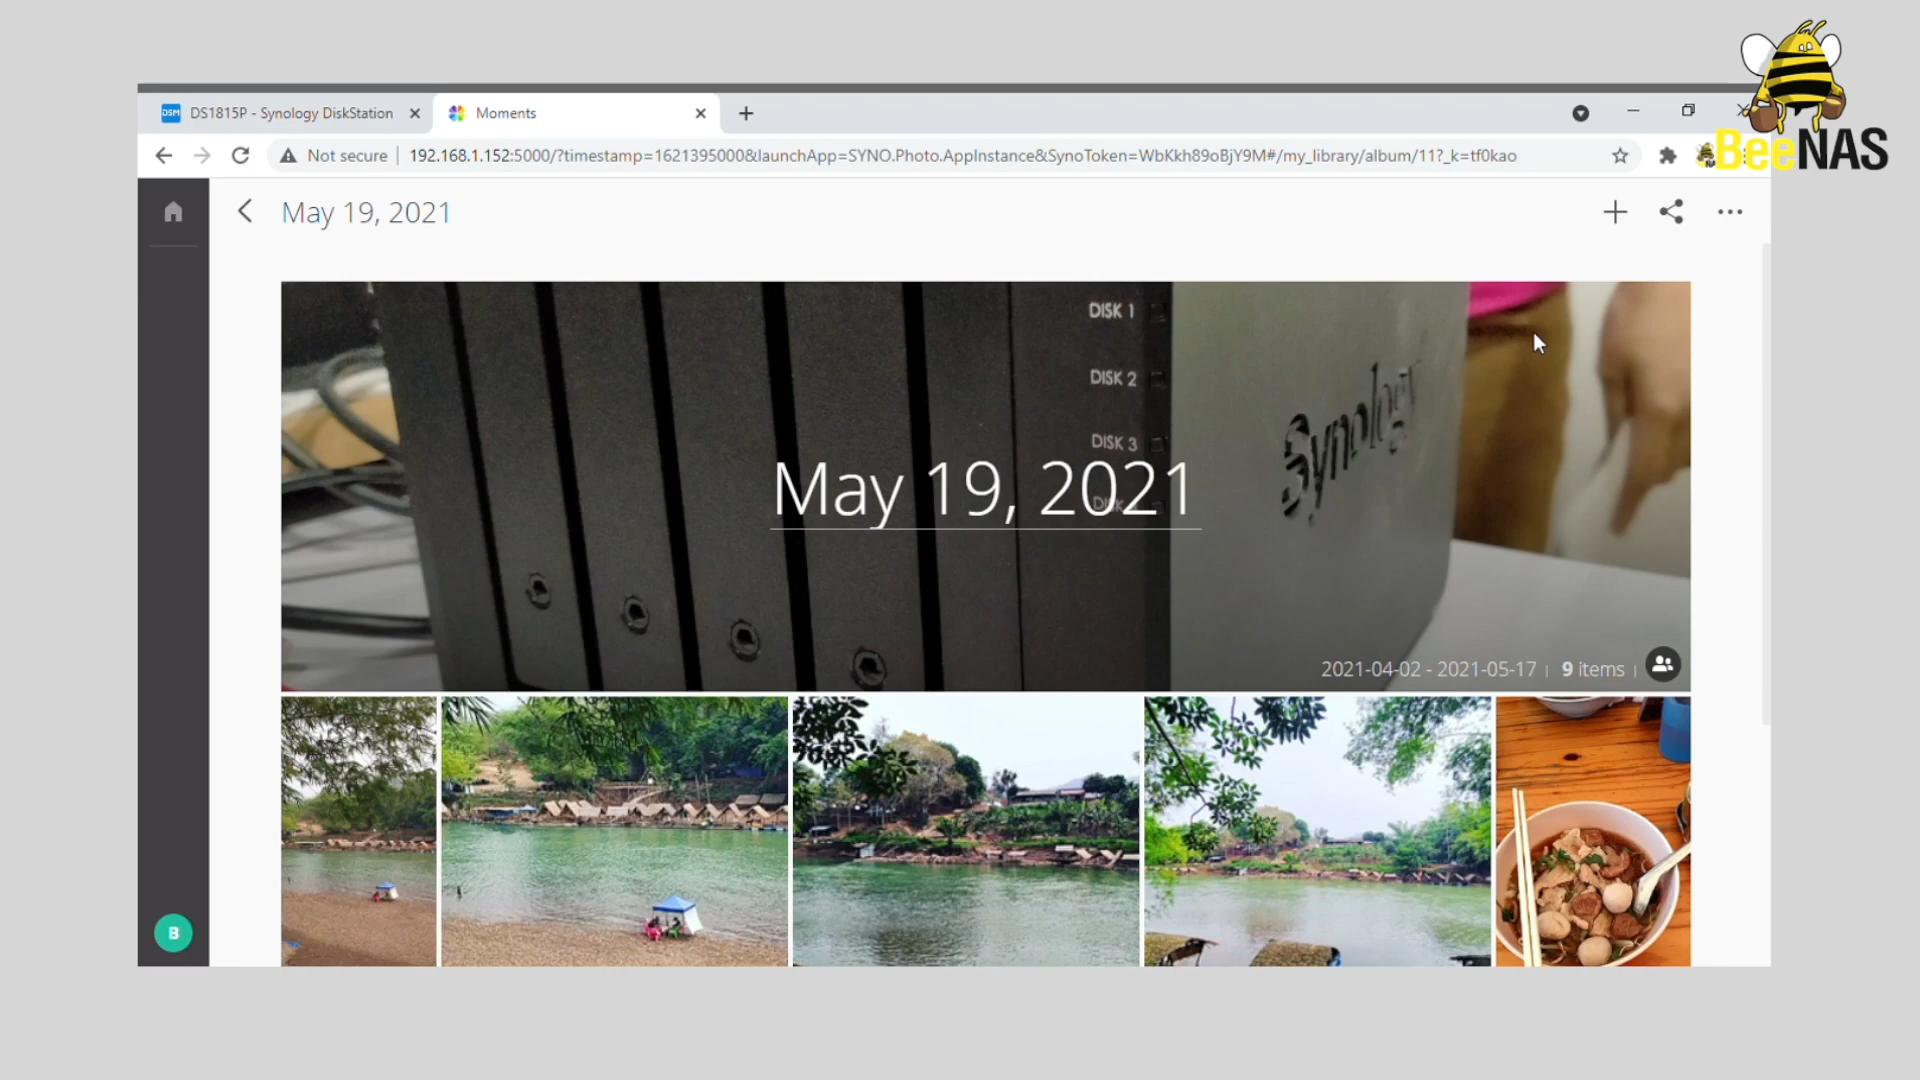 BeeNAS
DSM DS1815P - Synology DiskStation
Moments
Not secure
192.168.1.152:5000/?timestamp=1621395000&launchApp=SYNO.Photo.AppInstance&SynoToken=WbKkh89oBjY9M#/my_library/album/11?_k=tf0kao
May 19, 2021
DISK 1
DISK 2
DISK 3
Synology
May 19, 2021
2021-04-02 - 2021-05-17 | 9 items |
B